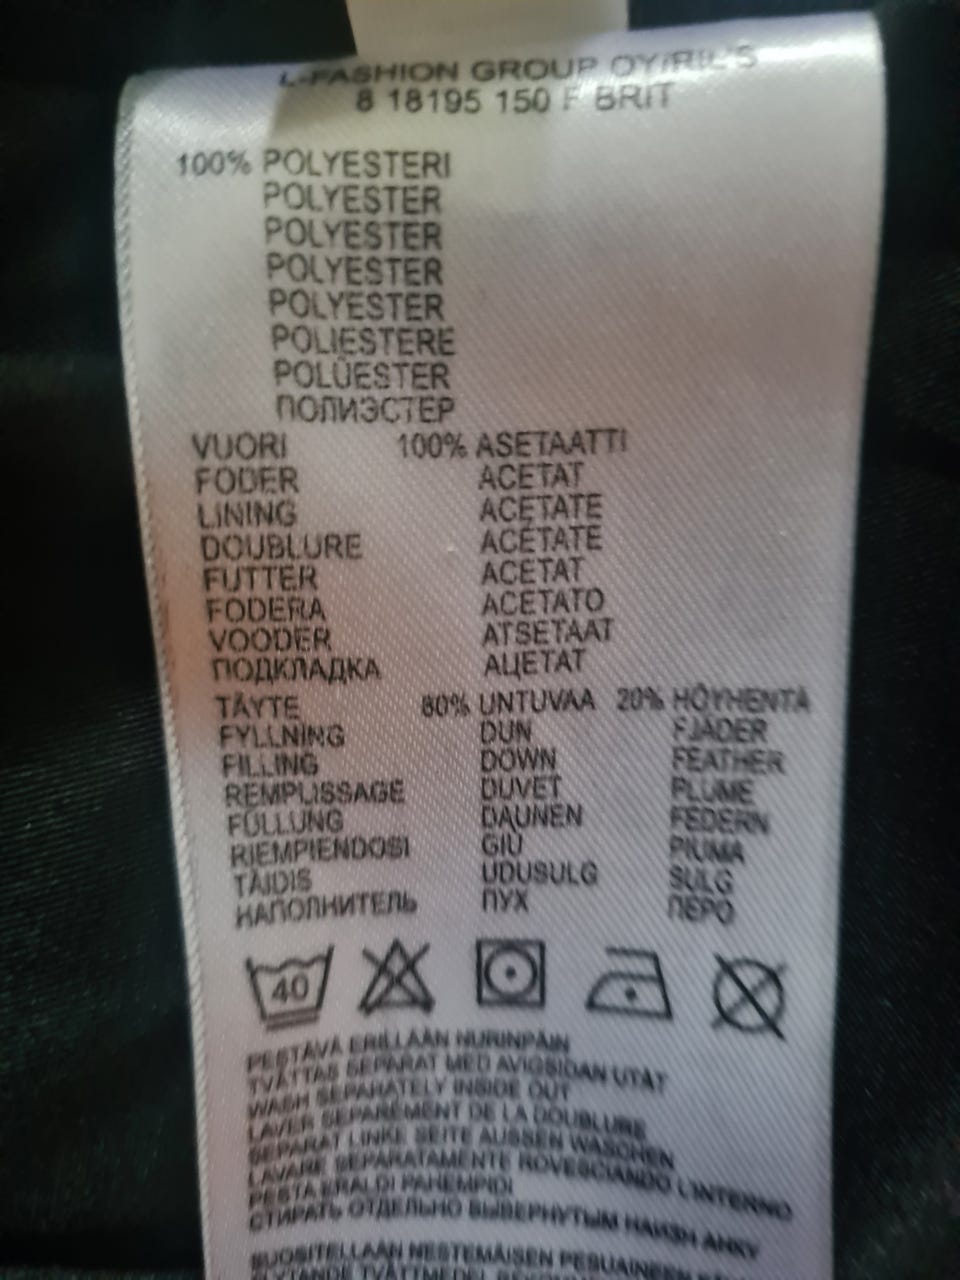 L-FASHION GROUP OY/RIL'S
8 18195 150 F BRIT
100% POLYESTERI
POLYESTER
POLYESTER
POLYESTER
POLYESTER
POLIESTERE
POLÜESTER
ПОЛИЭСТЕР
VUORI 100% ASETAATTI
FODER ACETAT
LINING ACETATE
DOUBLURE ACÉTATE
FUTTER ACETAT
FODERA ACETATO
VOODER ATSETAAT
ПОДКЛАДКА АЦЕТАТ
TÄYTE 80% UNTUVAA 20% HÖYHENTÄ
FYLLNING DUN FJÄDER
FILLING DOWN FEATHER
REMPLISSAGE DUVET PLUME
FÜLLUNG DAUNEN FEDERN
RIEMPIENDOSI GIÙ PIUMA
TÄIDIS UDUSULG SULG
НАПОЛНИТЕЛЬ ПУХ ПЕРО
40
PESTÄVÄ ERILLÄÄN NURINPÄIN
TVÄTTAS SEPARAT MED AVIGSIDAN UTÅT
WASH SEPARATELY INSIDE OUT
LAVER SEPARÉMENT DE LA DOUBLURE
SEPARAT LINKE SEITE AUSSEN WASCHEN
LAVARE SEPARATAMENTE ROVESCIANDO L'INTERNO
PESTA ERALDI PAHEMPIDI
СТИРАТЬ ОТДЕЛЬНО ВЫВЕРНУТЫМ НАИЗНАНКУ
SUOSITELLAAN NESTEMÄISEN PESUAINEEN
TVÄTTMEDEL